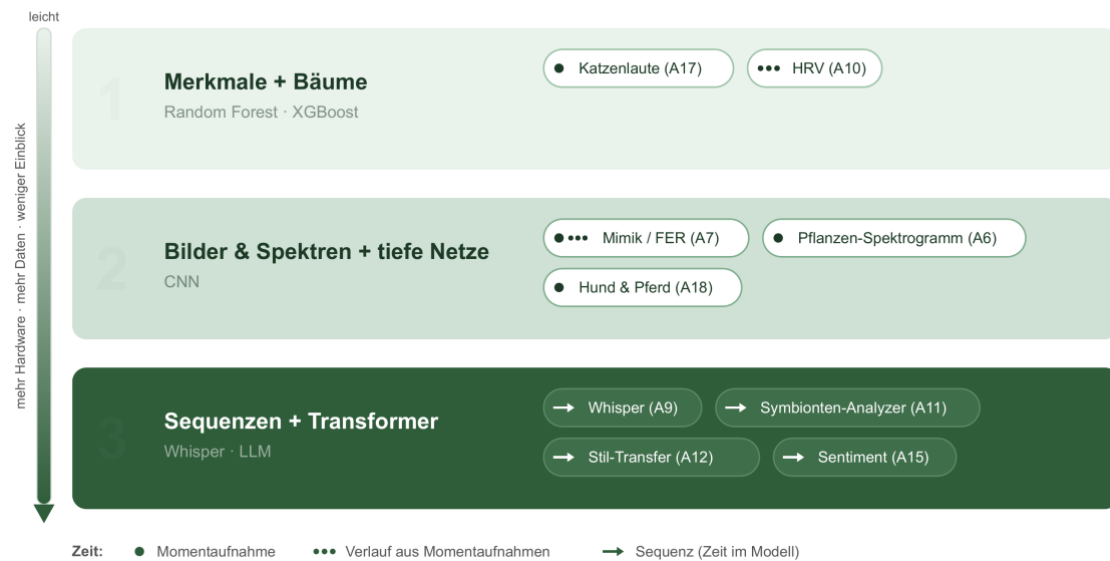 leicht
mehr Hardware · mehr Daten · weniger Einblick
1
Merkmale + Bäume
Random Forest · XGBoost
Katzenlaute (A17)
HRV (A10)
2
Bilder & Spektren + tiefe Netze
CNN
Mimik / FER (A7)
Pflanzen-Spektrogramm (A6)
Hund & Pferd (A18)
3
Sequenzen + Transformer
Whisper · LLM
Whisper (A9)
Symbionten-Analyzer (A11)
Stil-Transfer (A12)
Sentiment (A15)
Zeit:
Momentaufnahme
Verlauf aus Momentaufnahmen
Sequenz (Zeit im Modell)